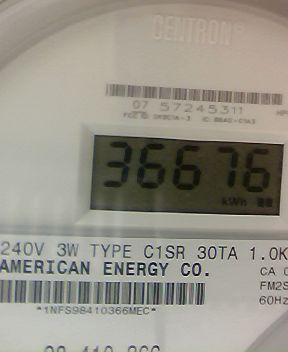 CENTRON®
07 57245311
36676
kWh
240V 3W TYPE C1SR 30TA 1.0K
AMERICAN ENERGY CO.
CA
FM2S
60Hz
*1NFS98410366MEC*